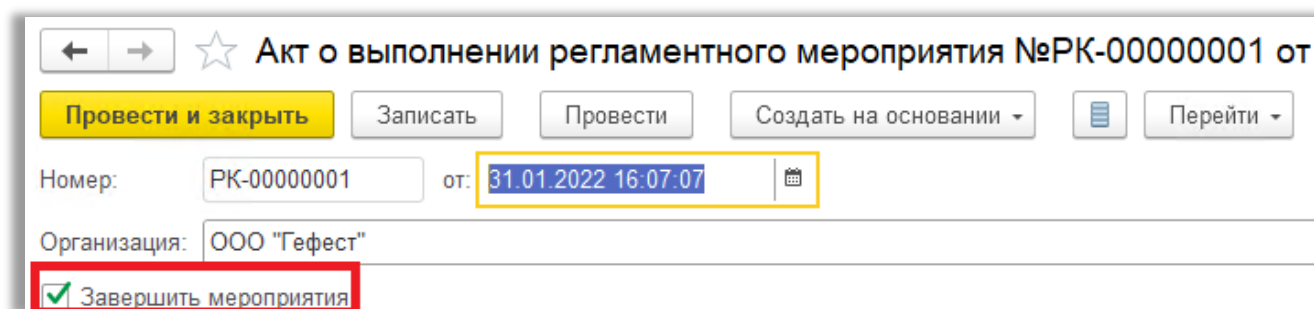 Акт о выполнении регламентного мероприятия №РК-00000001 от
Провести и закрыть Записать Провести Создать на основании Перейти
Номер: РК-00000001 от: 31.01.2022 16:07:07
Организация: ООО "Гефест"
Завершить мероприятия